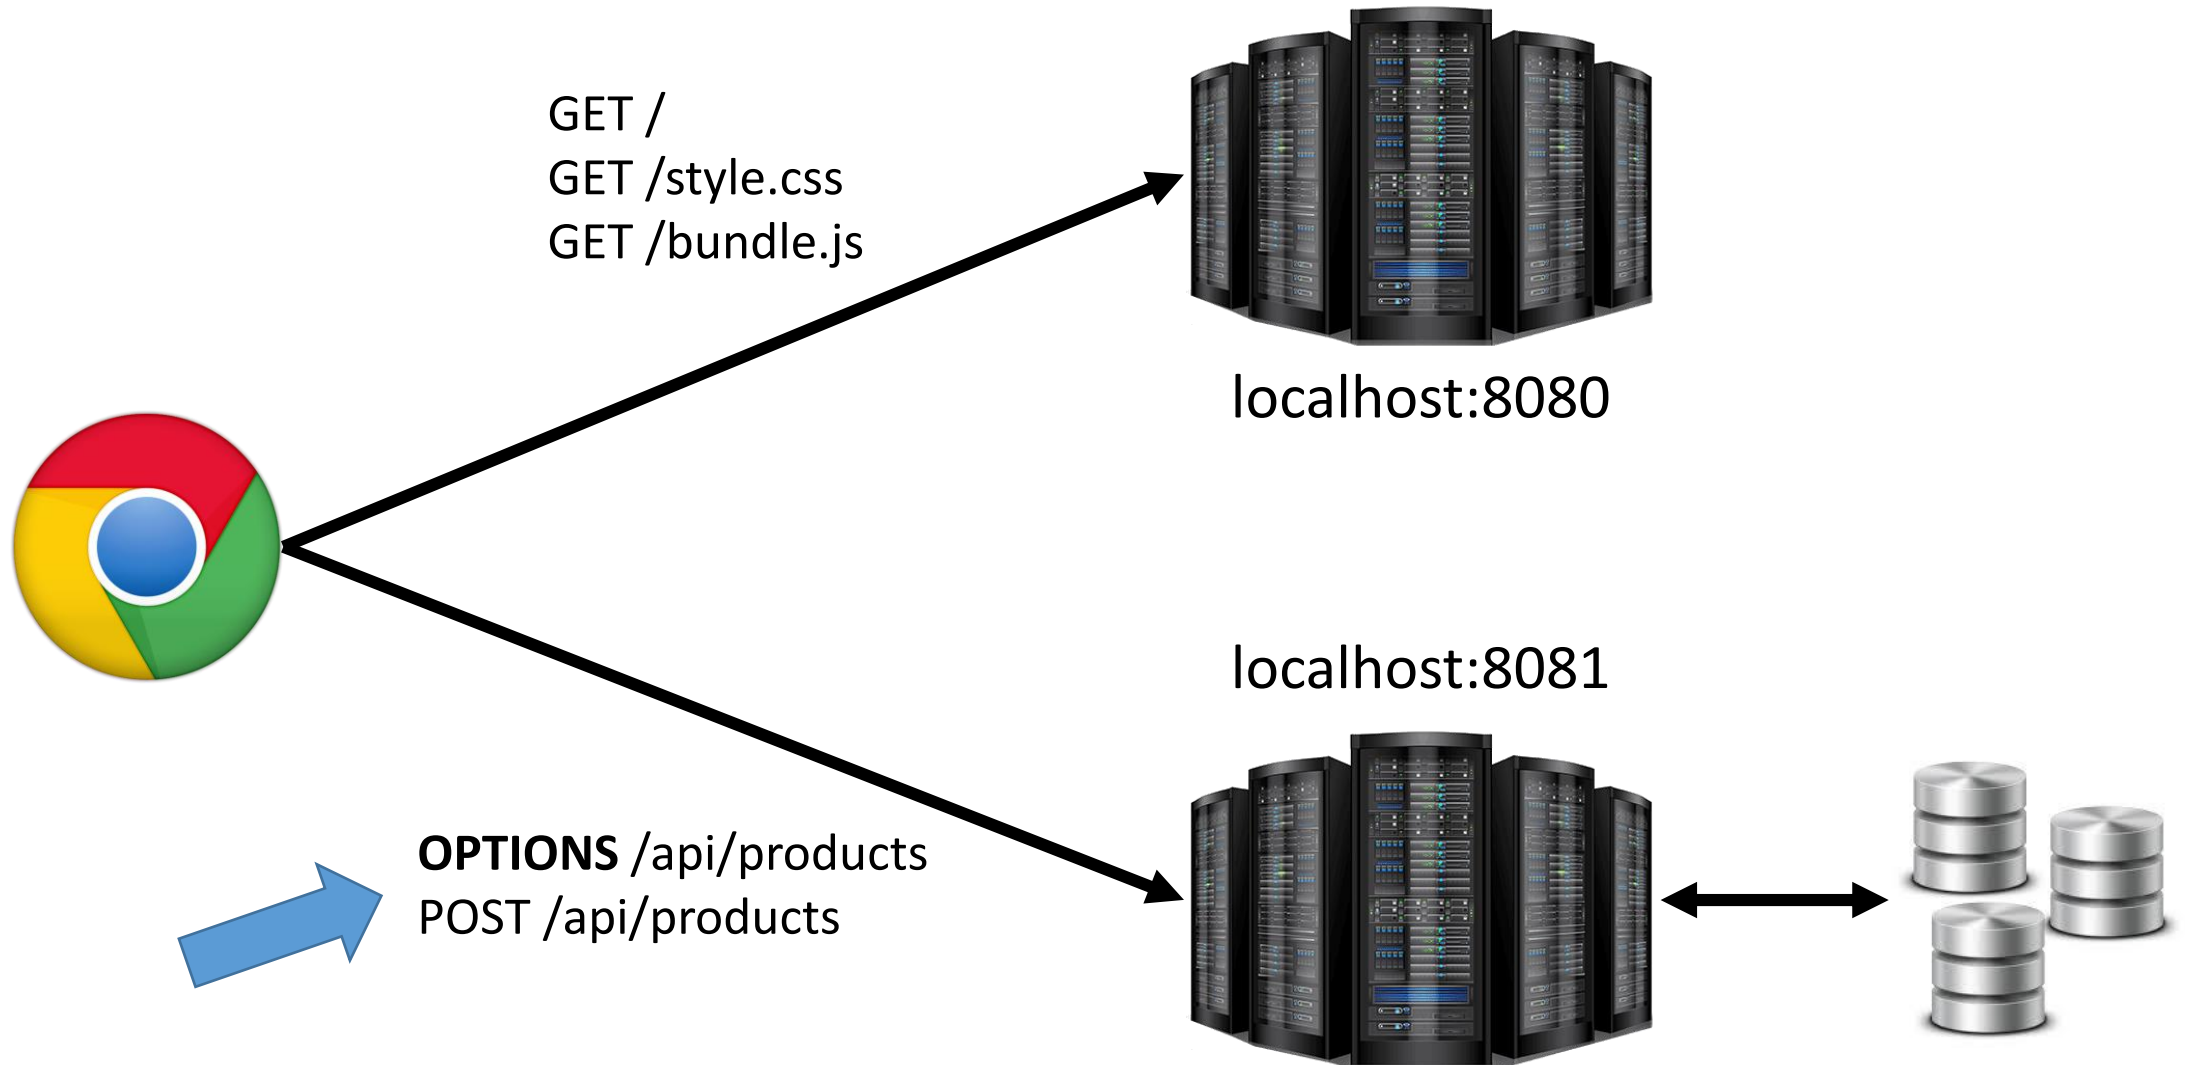 GET /
GET /style.css
GET /bundle.js
localhost:8080
localhost:8081
OPTIONS /api/products
POST /api/products